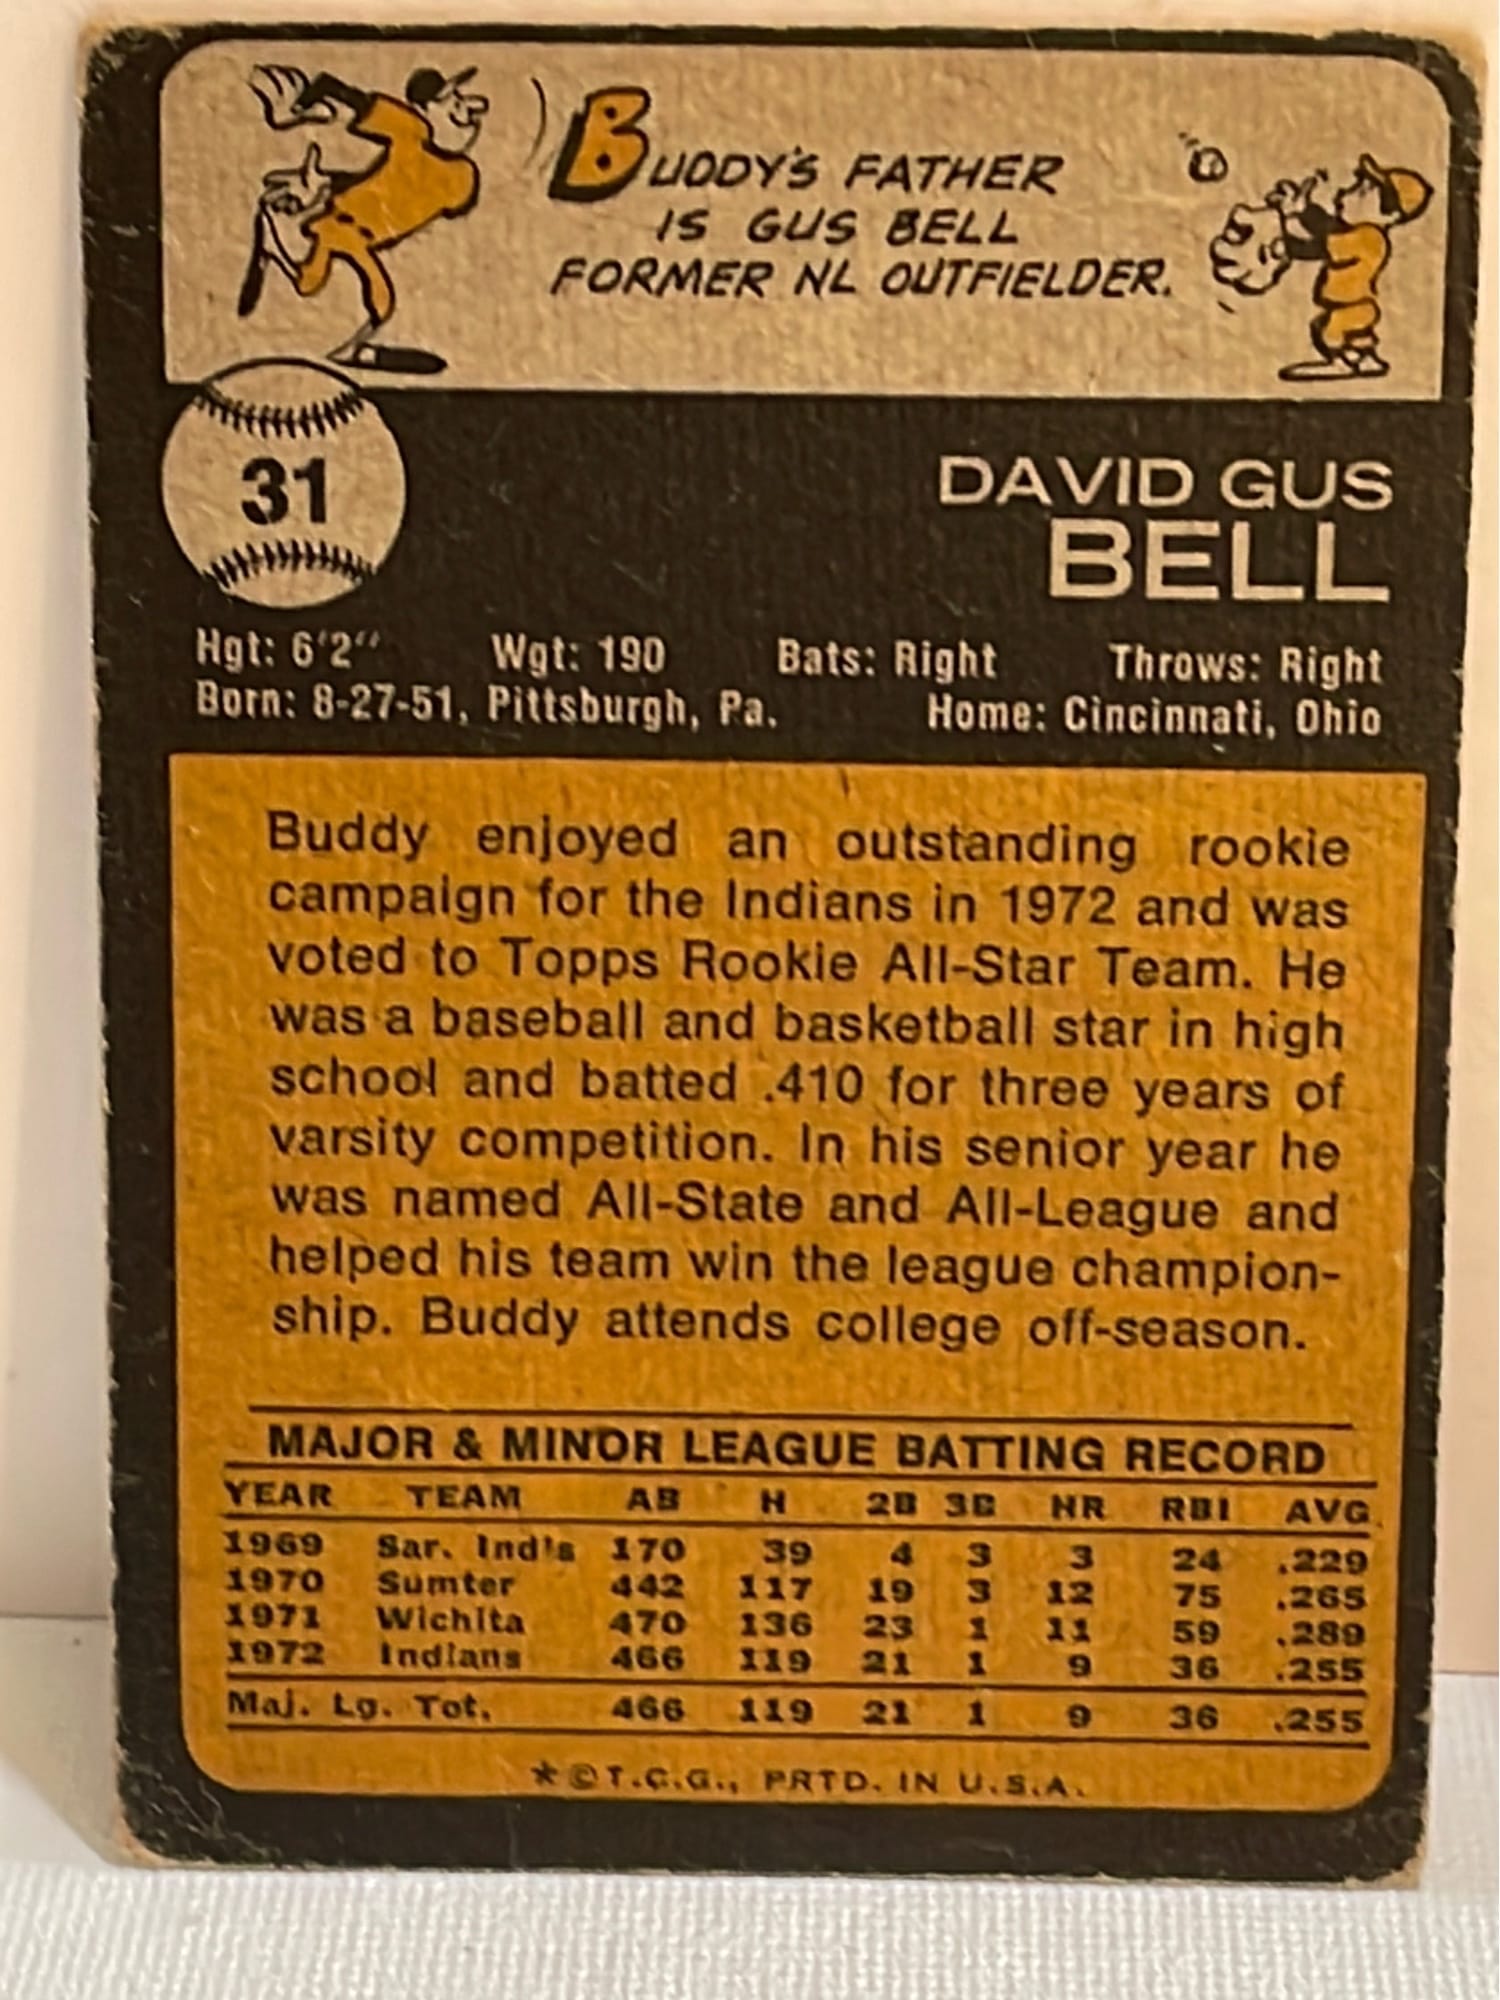 BUDDY'S FATHER
IS GUS BELL
FORMER NL OUTFIELDER.
31
DAVID GUS
BELL
Hgt: 6'2" Wgt: 190 Bats: Right Throws: Right
Born: 8-27-51, Pittsburgh, Pa. Home: Cincinnati, Ohio
Buddy enjoyed an outstanding rookie
campaign for the Indians in 1972 and was
voted to Topps Rookie All-Star Team. He
was a baseball and basketball star in high
school and batted .410 for three years of
varsity competition. In his senior year he
was named All-State and All-League and
helped his team win the league champion-
ship. Buddy attends college off-season.
MAJOR & MINOR LEAGUE BATTING RECORD
YEAR TEAM AB H 2B 3B HR RBI AVG.
1969 Sar. Ind's 170 39 4 3 3 24 .229
1970 Sumter 442 117 19 3 12 75 .265
1971 Wichita 470 136 23 1 11 59 .289
1972 Indians 466 119 21 1 9 36 .255
Maj. Lg. Tot. 466 119 21 1 9 36 .255
*©T.C.G., PRTD. IN U.S.A.